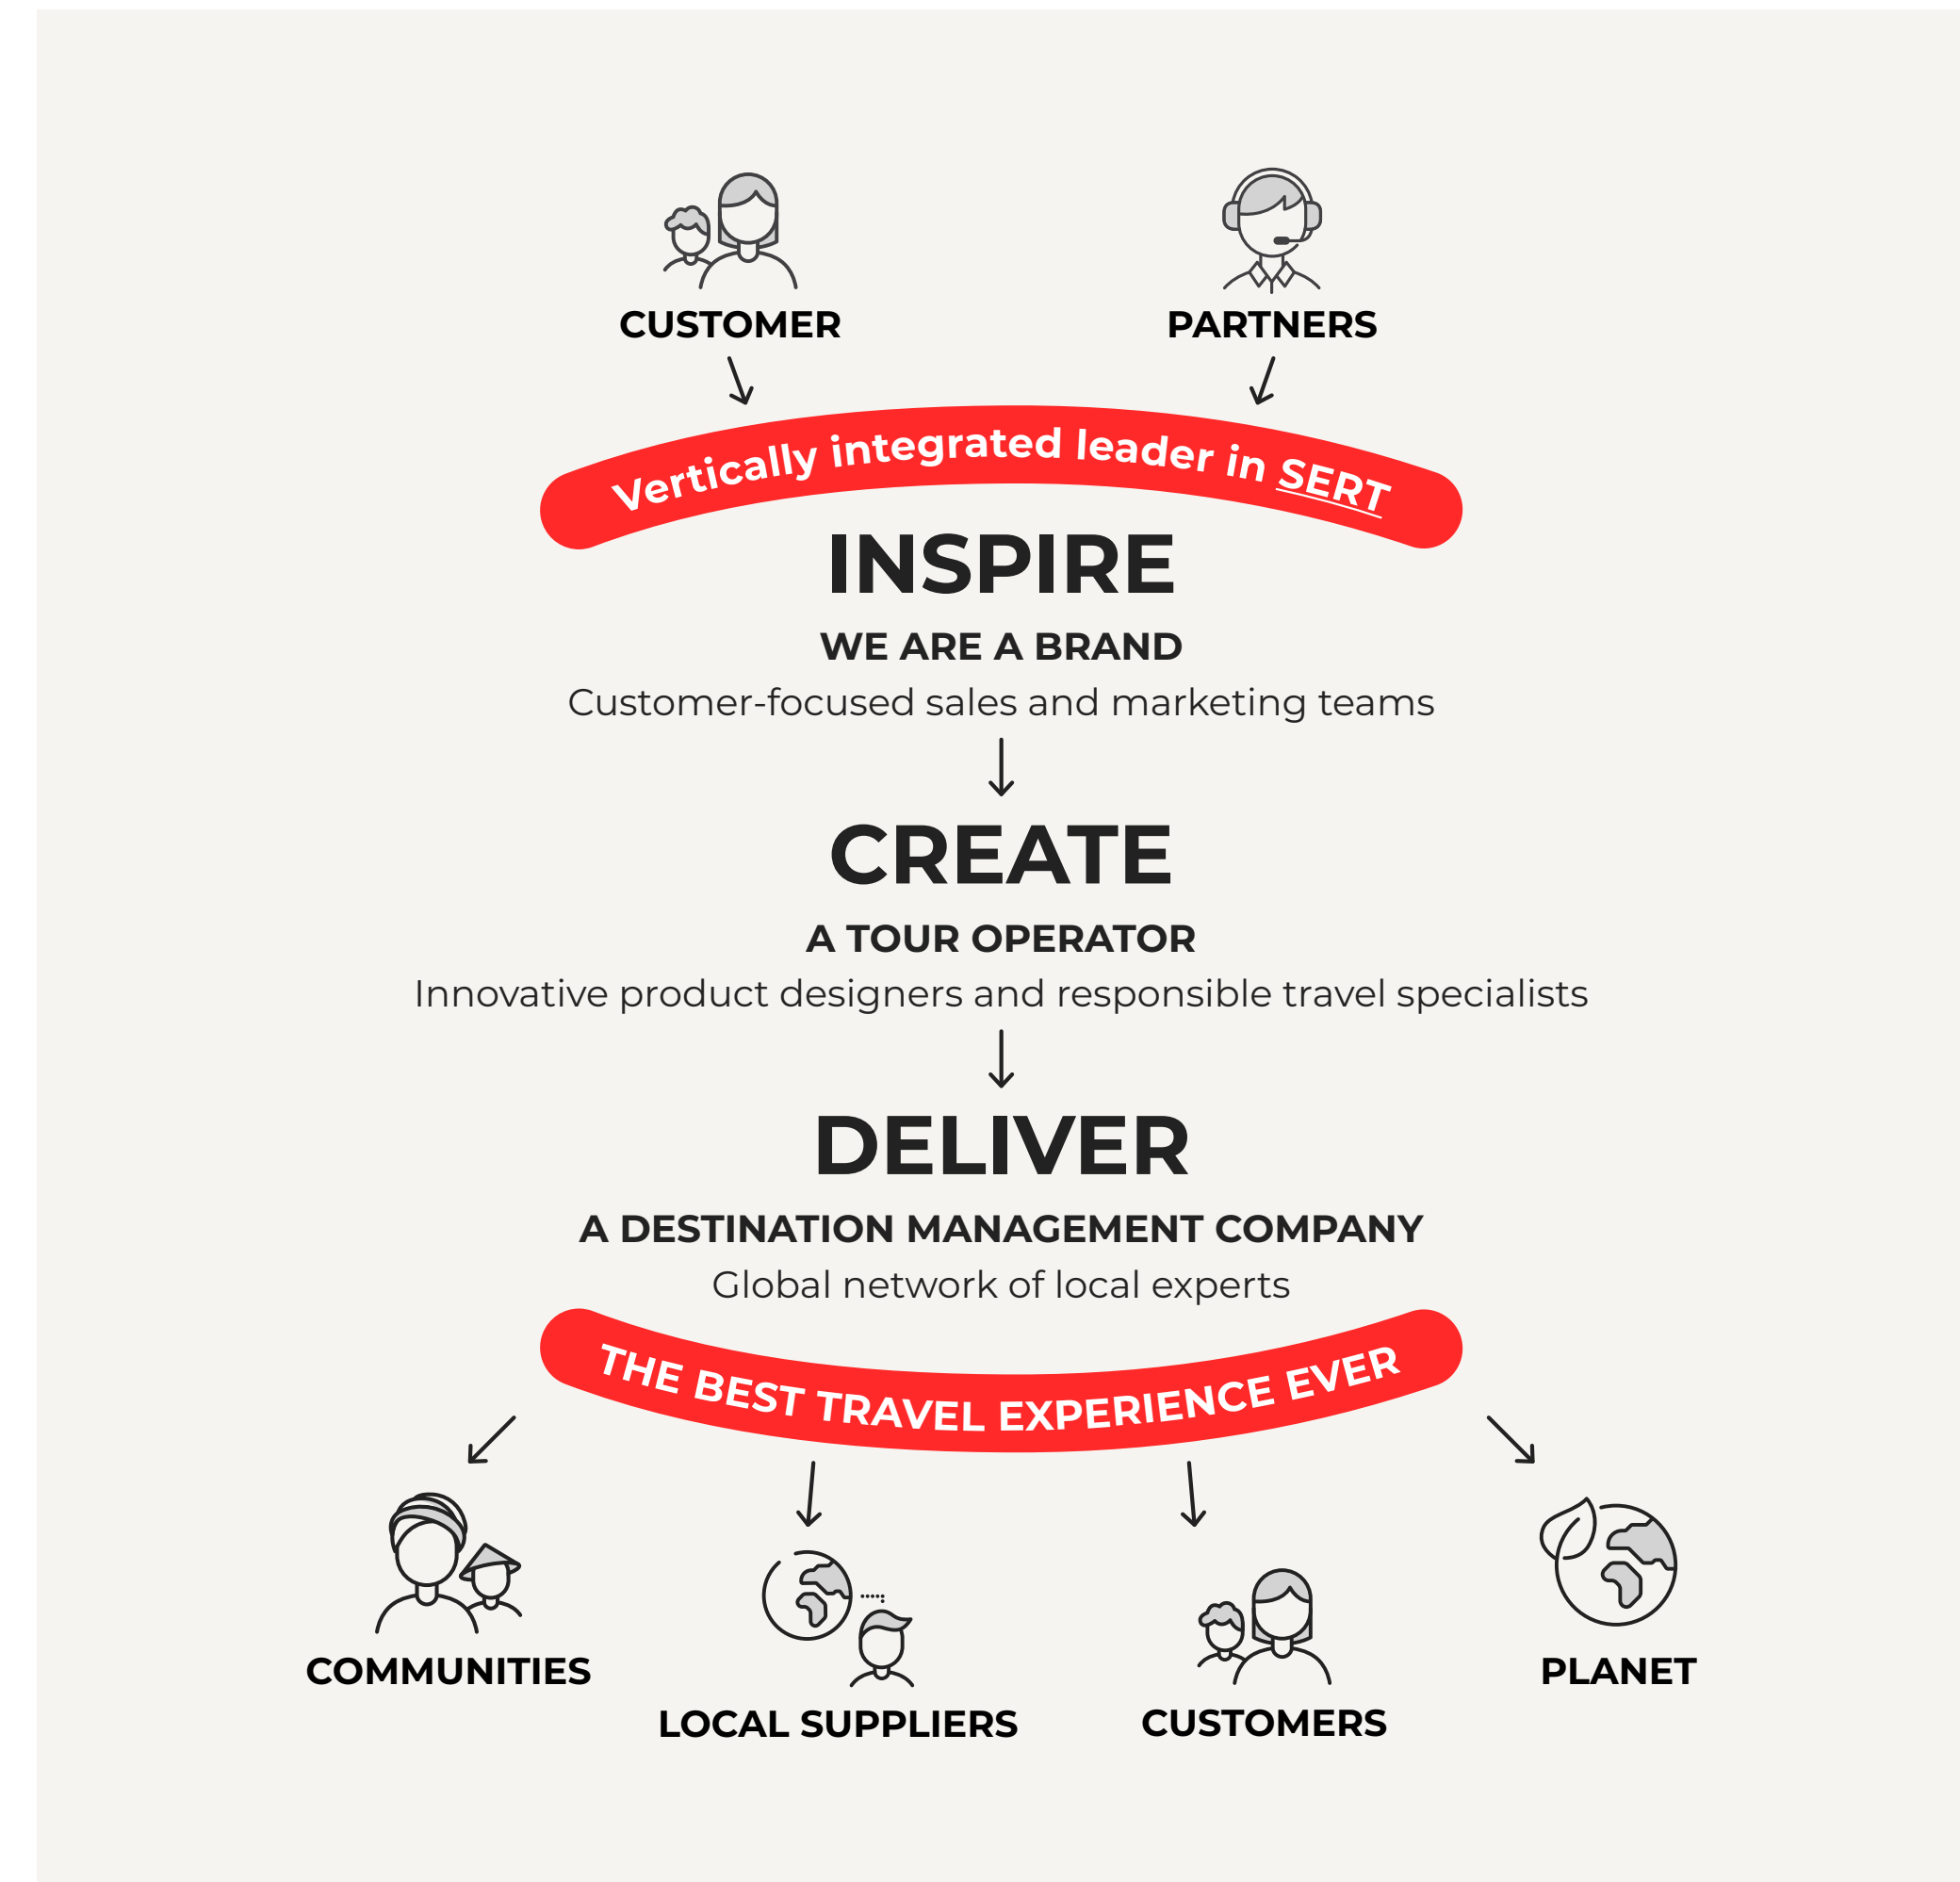 CUSTOMER
PARTNERS
Vertically integrated leader in SERT
INSPIRE
WE ARE A BRAND
Customer-focused sales and marketing teams
CREATE
A TOUR OPERATOR
Innovative product designers and responsible travel specialists
DELIVER
A DESTINATION MANAGEMENT COMPANY
Global network of local experts
THE BEST TRAVEL EXPERIENCE EVER
COMMUNITIES
LOCAL SUPPLIERS
CUSTOMERS
PLANET